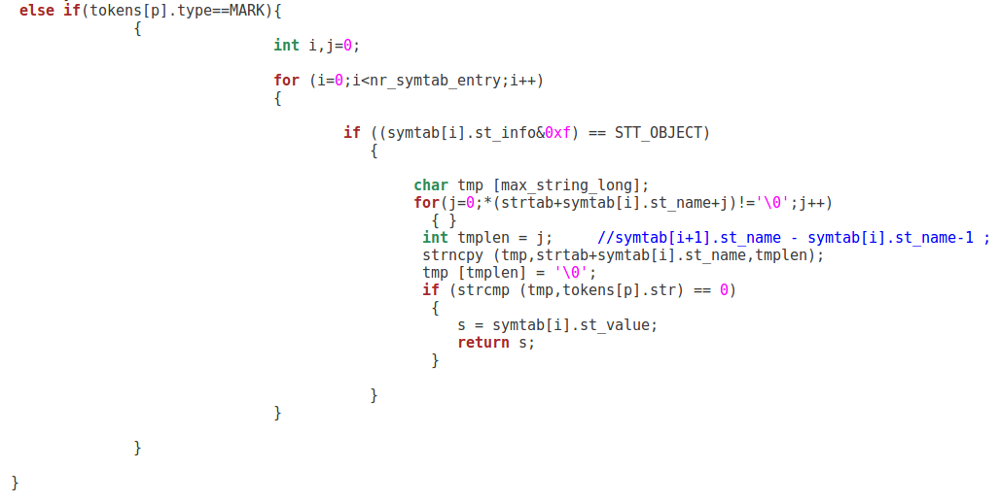 else if(tokens[p].type==MARK){
{
int i,j=0;
for (i=0;i<nr_symtab_entry;i++)
{
if ((symtab[i].st_info&0xf) == STT_OBJECT)
{
char tmp [max_string_long];
for(j=0;*(strtab+symtab[i].st_name+j)!='\0';j++)
{ }
int tmplen = j;     //symtab[i+1].st_name - symtab[i].st_name-1 ;
strncpy (tmp,strtab+symtab[i].st_name,tmplen);
tmp [tmplen] = '\0';
if (strcmp (tmp,tokens[p].str) == 0)
{
s = symtab[i].st_value;
return s;
}
}
}
}
}